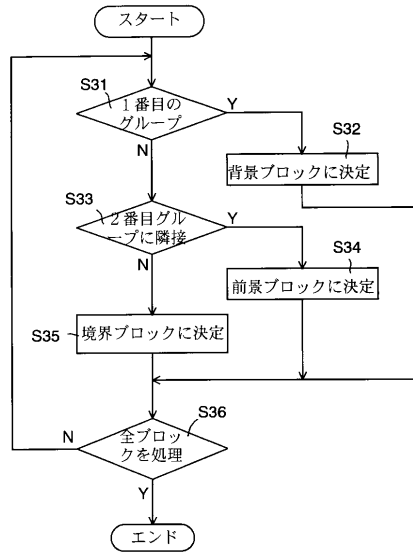 スタート
S31
1番目の
グループ
Y
N
S32
背景ブロックに決定
S33
2番目グル
ープに隣接
Y
N
S34
前景ブロックに決定
S35
境界ブロックに決定
S36
全ブロッ
クを処理
N
Y
エンド